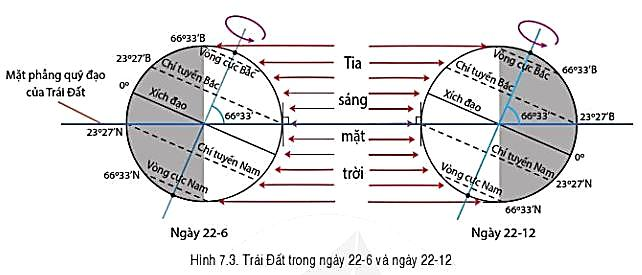 66°33'B
23°27'B
0°
Vòng cực Bắc
Chí tuyến Bắc
Xích đạo
66°33'
Mặt phẳng quỹ đạo
của Trái Đất
23°27'N
Chí tuyến Nam
66°33'N
Vòng cực Nam
Ngày 22-6
Tia
sáng
mặt
trời
Vòng cực Bắc
66°33'B
Chí tuyến Bắc
Xích đạo
66°33'
23°27'B
0°
Chí tuyến Nam
23°27'N
Vòng cực Nam
66°33'N
Ngày 22-12
Hình 7.3. Trái Đất trong ngày 22-6 và ngày 22-12